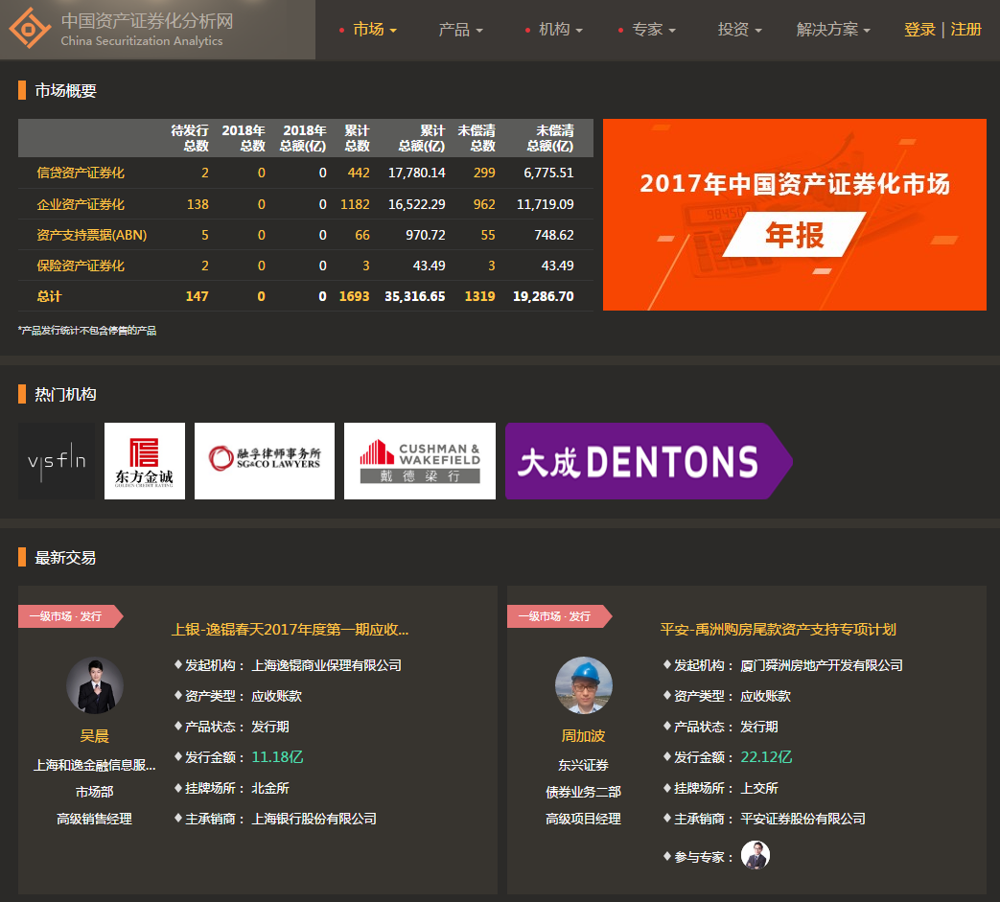 中国资产证券化分析网
China Securitization Analytics
市场 产品 机构 专家 投资 解决方案 登录 | 注册
市场概要
待发行总数 2018年总数 2018年总额(亿) 累计总数 累计总额(亿) 未偿清总数 未偿清总额(亿)
信贷资产证券化 2 0 0 442 17,780.14 299 6,775.51
企业资产证券化 138 0 0 1182 16,522.29 962 11,719.09
资产支持票据(ABN) 5 0 0 66 970.72 55 748.62
保险资产证券化 2 0 0 3 43.49 3 43.49
总计 147 0 0 1693 35,316.65 1319 19,286.70
*产品发行统计不包含停售的产品
2017年中国资产证券化市场
年报
热门机构
vsfln
东方金诚
GOLDEN CREDIT RATING
融孚律师事务所
SG&CO LAWYERS
CUSHMAN &
WAKEFIELD
戴德梁行
大成DENTONS
最新交易
一级市场 · 发行
上银-逸锟春天2017年度第一期应收...
♦发起机构： 上海逸锟商业保理有限公司
♦资产类型： 应收账款
♦产品状态： 发行期
♦发行金额： 11.18亿
♦挂牌场所： 北金所
♦主承销商： 上海银行股份有限公司
吴晨
上海和逸金融信息服...
市场部
高级销售经理
一级市场 · 发行
平安-禹洲购房尾款资产支持专项计划
♦发起机构： 厦门舜洲房地产开发有限公司
♦资产类型： 应收账款
♦产品状态： 发行期
♦发行金额： 22.12亿
♦挂牌场所： 上交所
♦主承销商： 平安证券股份有限公司
♦参与专家：
周加波
东兴证券
债券业务二部
高级项目经理